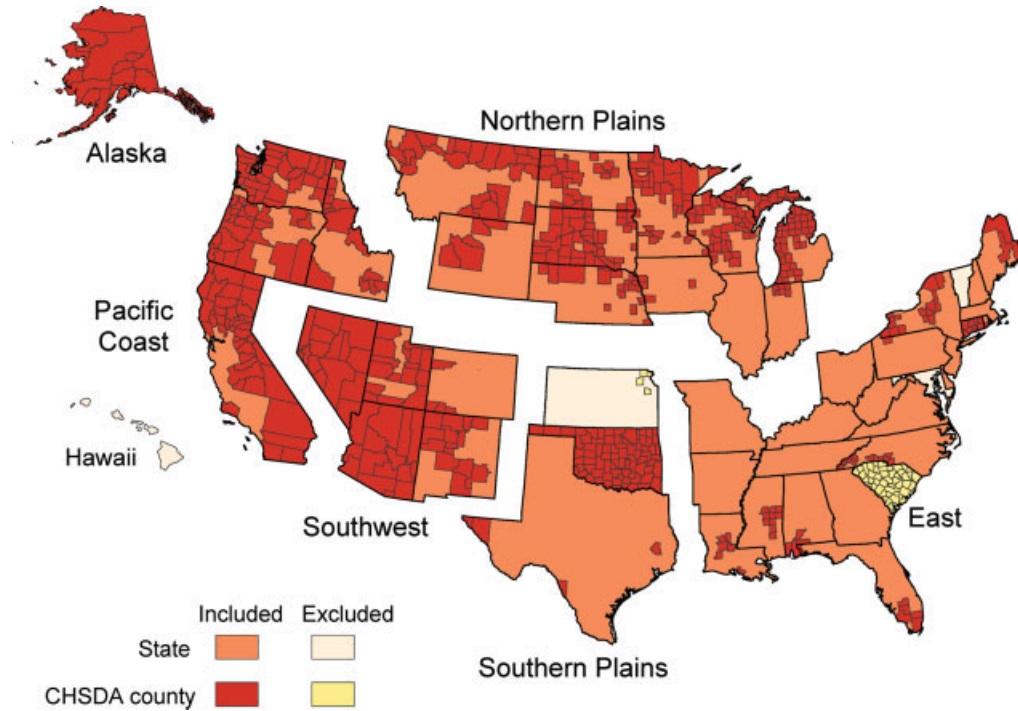 Northern Plains
Alaska
Pacific
Coast
Hawaii
Southwest
East
Southern Plains
Included Excluded
State
CHSDA county